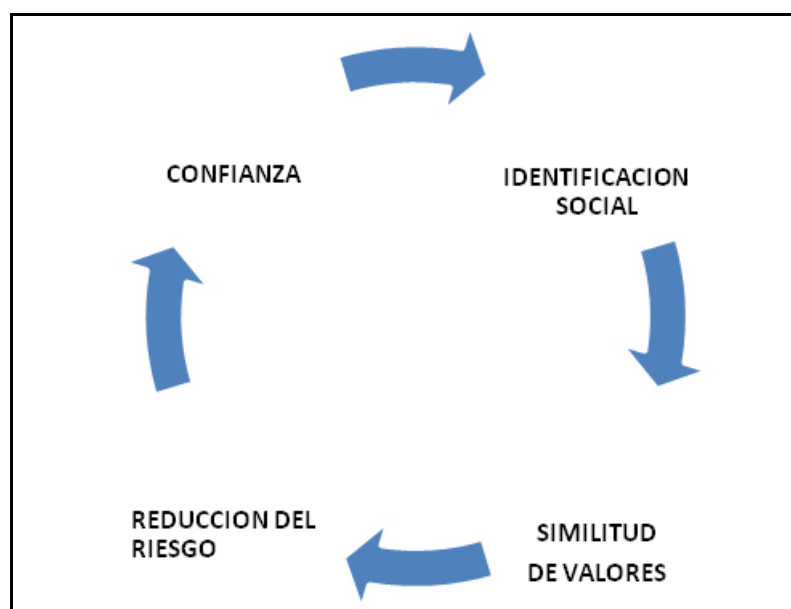 CONFIANZA
IDENTIFICACION
SOCIAL
REDUCCION DEL
RIESGO
SIMILITUD
DE VALORES